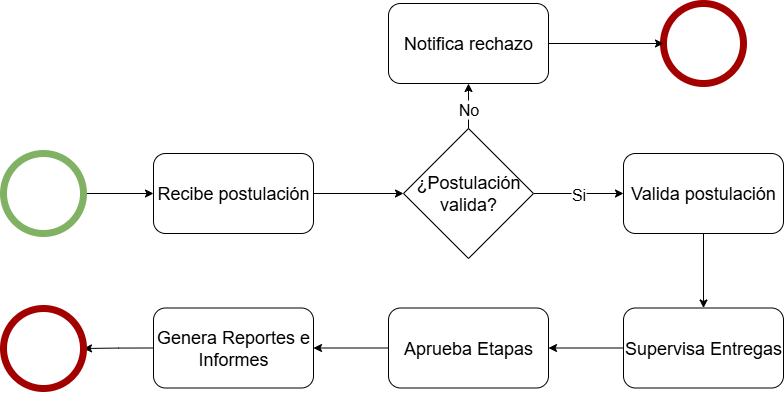 Notifica rechazo
No
Recibe postulación
¿Postulación
valida?
Si
Valida postulación
Genera Reportes e
Informes
Aprueba Etapas
Supervisa Entregas